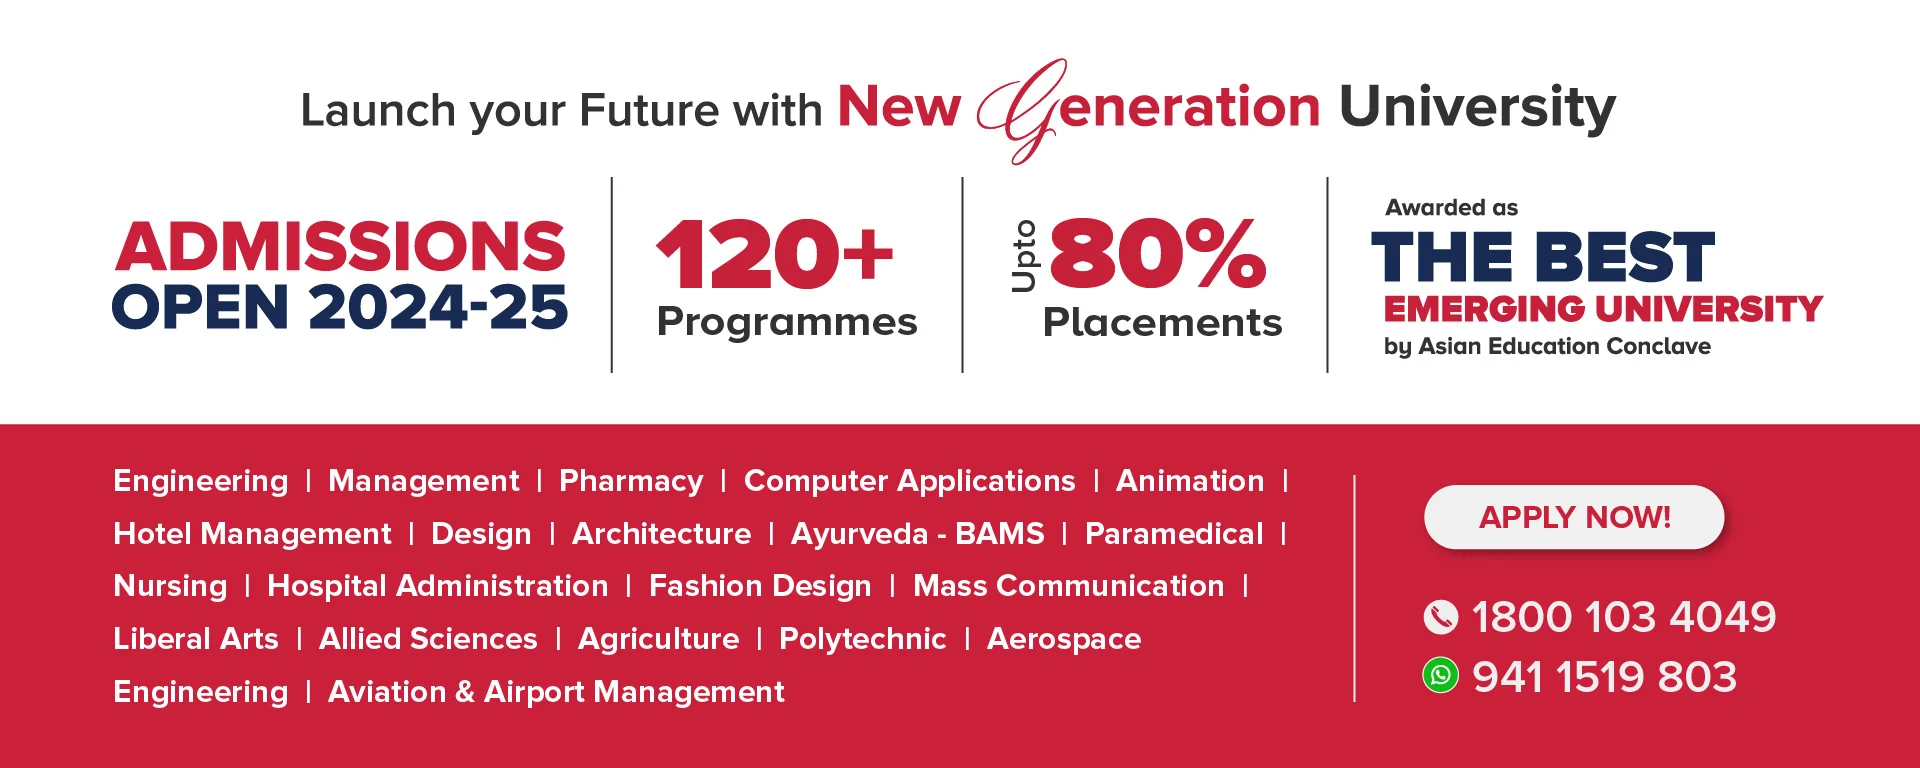 Launch your Future with New Generation University
ADMISSIONS
OPEN 2024-25
120+
Programmes
Upto
80%
Placements
Awarded as
THE BEST
EMERGING UNIVERSITY
by Asian Education Conclave
Engineering | Management | Pharmacy | Computer Applications | Animation |
Hotel Management | Design | Architecture | Ayurveda - BAMS | Paramedical |
Nursing | Hospital Administration | Fashion Design | Mass Communication |
Liberal Arts | Allied Sciences | Agriculture | Polytechnic | Aerospace
Engineering | Aviation & Airport Management
APPLY NOW!
1800 103 4049
941 1519 803